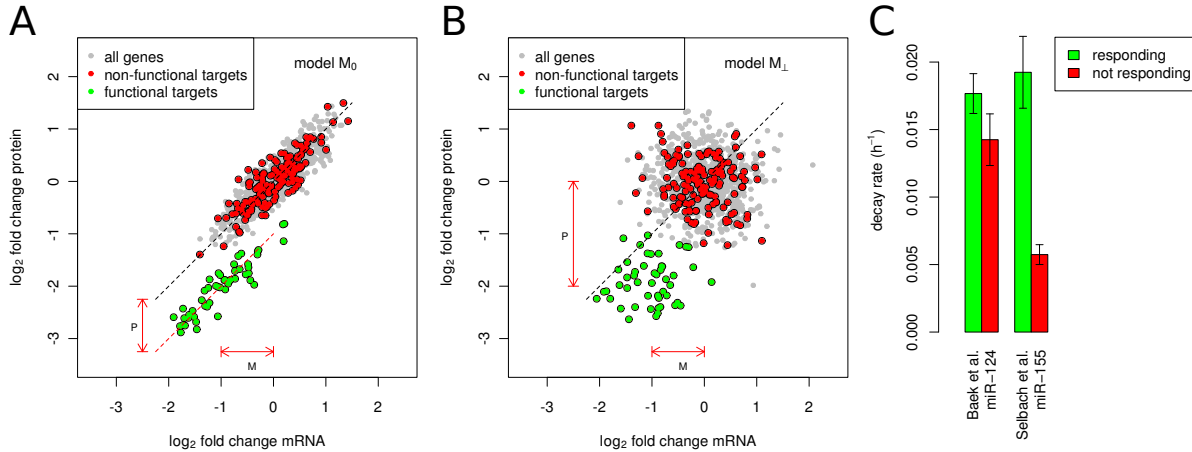 A
all genes
non-functional targets
functional targets
model M₀
2
1
0
-1
-2
-3
log₂ fold change protein
P
M
-3 -2 -1 0 1 2
log₂ fold change mRNA
B
all genes
non-functional targets
functional targets
model M⊥
2
1
0
-1
-2
-3
log₂ fold change protein
P
M
-3 -2 -1 0 1 2
log₂ fold change mRNA
C
responding
not responding
0.020
0.015
0.010
0.005
0.000
decay rate (h⁻¹)
Baek et al.
miR−124
Selbach et al.
miR−155